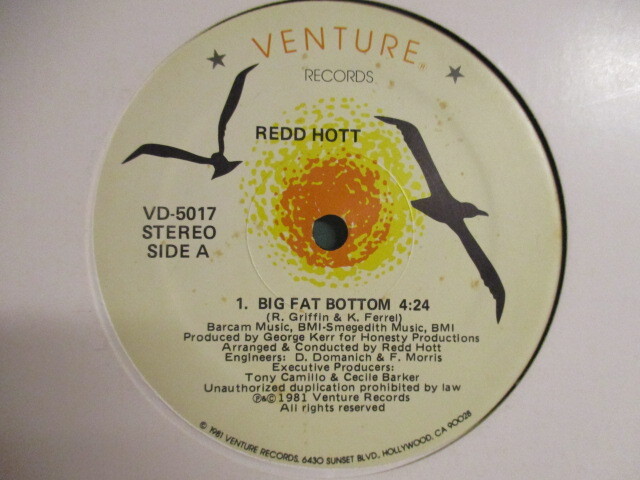 VENTURE
RECORDS
REDD HOTT
VD-5017
STEREO
SIDE A
1. BIG FAT BOTTOM 4:24
(R. Griffin & K. Ferrel)
Barcam Music, BMI-Smegedith Music, BMI
Produced by George Kerr for Honesty Productions
Arranged & Conducted by Redd Hott
Engineers: D. Domanich & F. Morris
Executive Producers:
Tony Camillo & Cecile Barker
Unauthorized duplication prohibited by law
℗&© 1981 Venture Records
All rights reserved
© 1981 VENTURE RECORDS, 6430 SUNSET BLVD., HOLLYWOOD, CA 90028